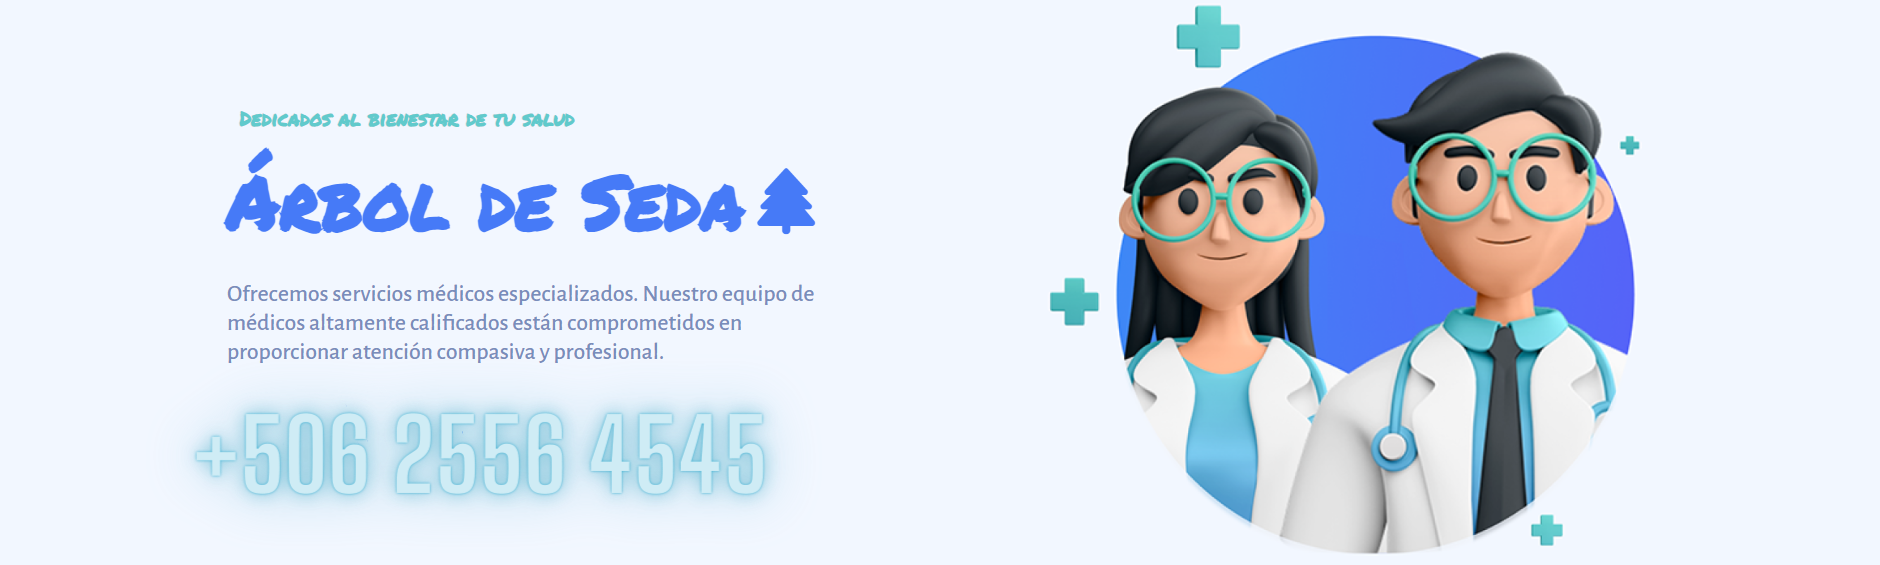 Dedicados al bienestar de tu salud
Árbol de Seda
Ofrecemos servicios médicos especializados. Nuestro equipo de
médicos altamente calificados están comprometidos en
proporcionar atención compasiva y profesional.
+506 2556 4545